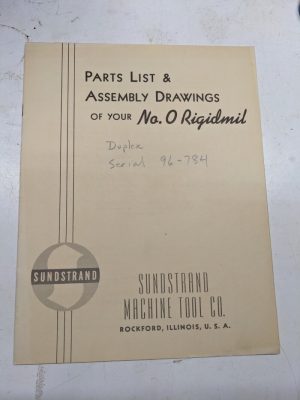 PARTS LIST &
ASSEMBLY DRAWINGS
OF YOUR No. 0 Rigidmil
Duplex
Serial 96-784
SUNDSTRAND
SUNDSTRAND
MACHINE TOOL CO.
ROCKFORD, ILLINOIS, U. S. A.